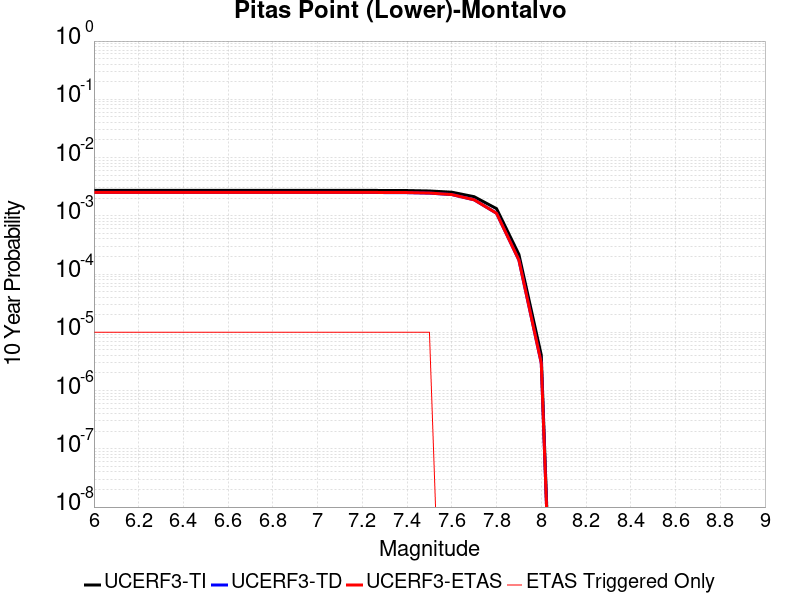 Pitas Point (Lower)-Montalvo
10 Year Probability
10^0
10^-1
10^-2
10^-3
10^-4
10^-5
10^-6
10^-7
10^-8
6 6.2 6.4 6.6 6.8 7 7.2 7.4 7.6 7.8 8 8.2 8.4 8.6 8.8 9
Magnitude
UCERF3-TI UCERF3-TD UCERF3-ETAS ETAS Triggered Only